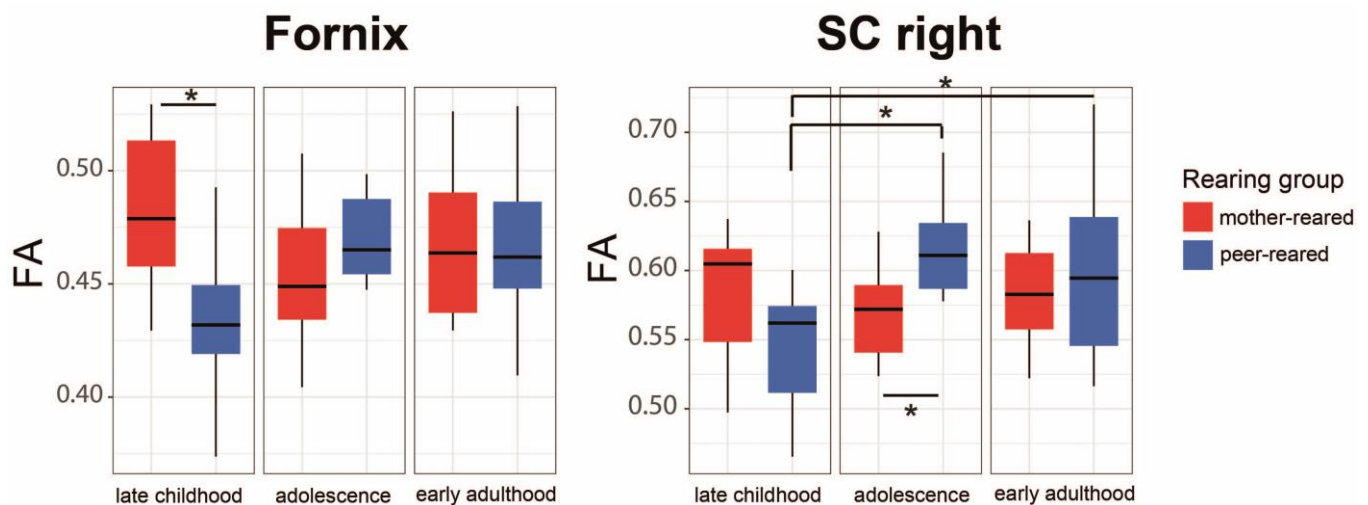 Fornix
SC right
*
*
*
*
FA
0.50
0.45
0.40
late childhood
adolescence
early adulthood
FA
0.70
0.65
0.60
0.55
0.50
late childhood
adolescence
early adulthood
Rearing group
mother-reared
peer-reared